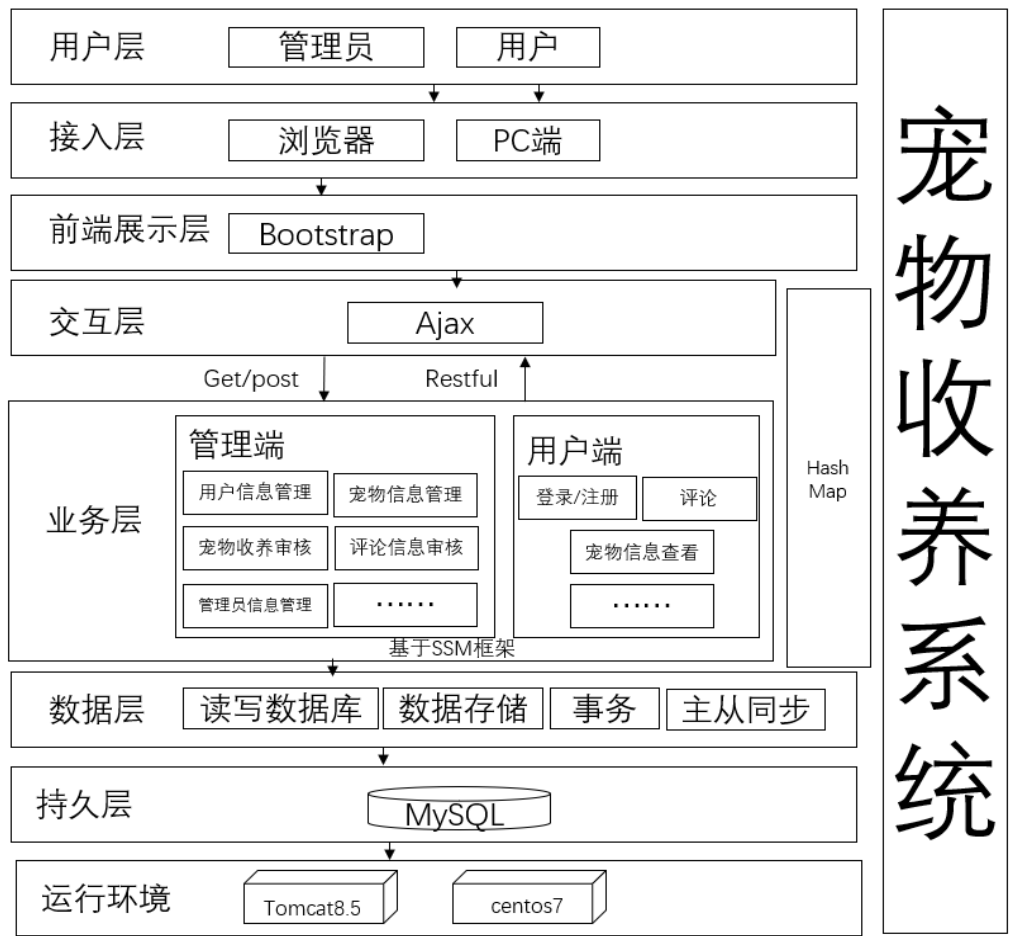 用户层
管理员
用户
接入层
浏览器
PC端
前端展示层
Bootstrap
交互层
Ajax
Get/post
Restful
业务层
管理端
用户信息管理
宠物信息管理
宠物收养审核
评论信息审核
管理员信息管理
……
用户端
登录/注册
评论
宠物信息查看
……
基于SSM框架
Hash
Map
数据层
读写数据库
数据存储
事务
主从同步
持久层
MySQL
运行环境
Tomcat8.5
centos7
宠物收养系统